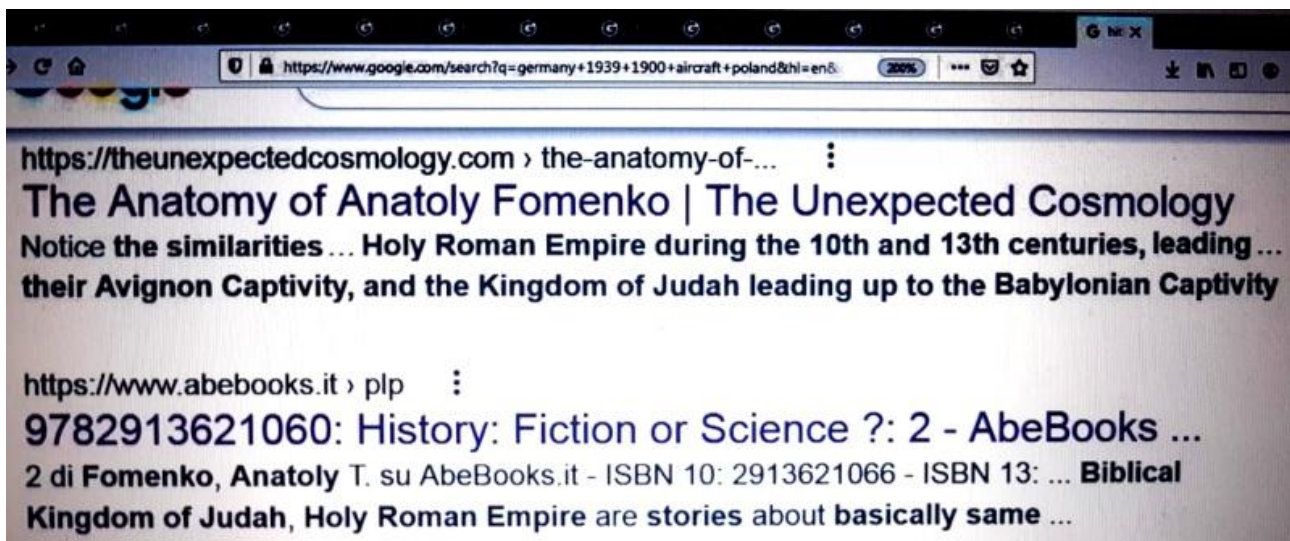 G hit X
https://www.google.com/search?q=germany+1939+1900+aircraft+poland&hl=en&
200%
https://theunexpectedcosmology.com › the-anatomy-of-...
The Anatomy of Anatoly Fomenko | The Unexpected Cosmology
Notice the similarities ... Holy Roman Empire during the 10th and 13th centuries, leading ...
their Avignon Captivity, and the Kingdom of Judah leading up to the Babylonian Captivity
https://www.abebooks.it › plp
9782913621060: History: Fiction or Science ?: 2 - AbeBooks ...
2 di Fomenko, Anatoly T. su AbeBooks.it - ISBN 10: 2913621066 - ISBN 13: ... Biblical
Kingdom of Judah, Holy Roman Empire are stories about basically same ...